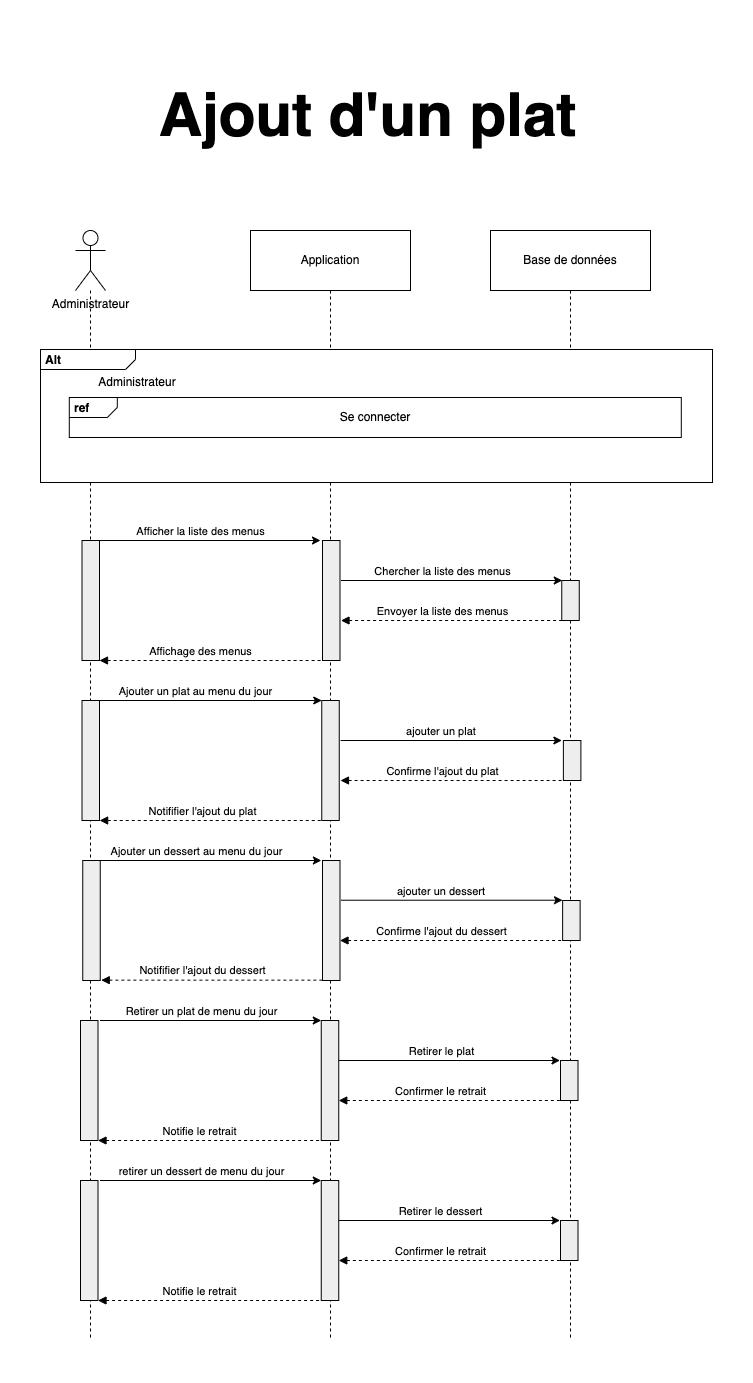 Ajout d'un plat
Application
Base de données
Administrateur
Alt
Administrateur
ref
Se connecter
Afficher la liste des menus
Chercher la liste des menus
Envoyer la liste des menus
Affichage des menus
Ajouter un plat au menu du jour
ajouter un plat
Confirme l'ajout du plat
Notififier l'ajout du plat
Ajouter un dessert au menu du jour
ajouter un dessert
Confirme l'ajout du dessert
Notififier l'ajout du dessert
Retirer un plat de menu du jour
Retirer le plat
Confirmer le retrait
Notifie le retrait
retirer un dessert de menu du jour
Retirer le dessert
Confirmer le retrait
Notifie le retrait